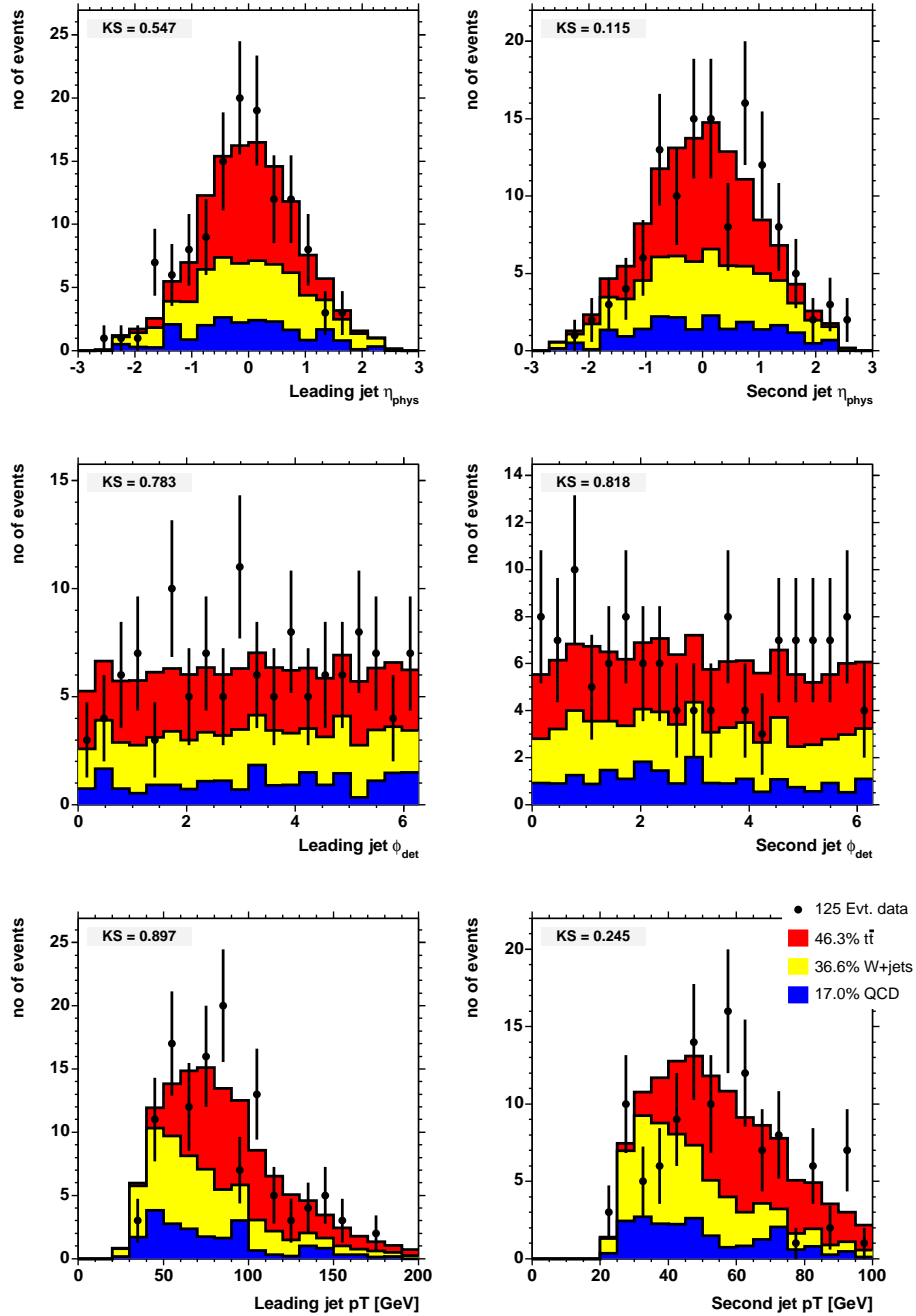 KS = 0.547
no of events
25
20
15
10
5
0
-3 -2 -1 0 1 2 3
Leading jet ηphys
KS = 0.115
no of events
20
15
10
5
0
-3 -2 -1 0 1 2 3
Second jet ηphys
KS = 0.783
no of events
15
10
5
0
0 2 4 6
Leading jet ϕdet
KS = 0.818
no of events
14
12
10
8
6
4
2
0
0 2 4 6
Second jet ϕdet
KS = 0.897
no of events
25
20
15
10
5
0
0 50 100 150 200
Leading jet pT [GeV]
KS = 0.245
no of events
20
15
10
5
0
0 20 40 60 80 100
Second jet pT [GeV]
125 Evt. data
46.3% tt̄
36.6% W+jets
17.0% QCD